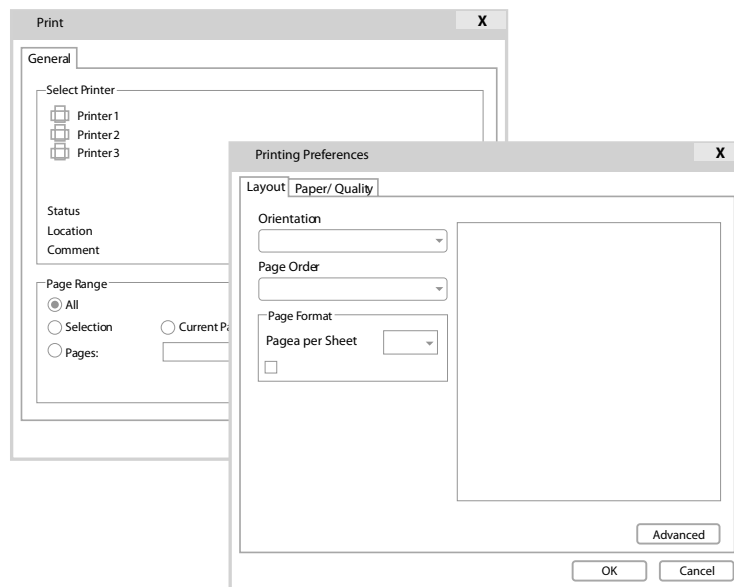 Print X
General
Select Printer
Printer 1
Printer 2
Printer 3
Status
Location
Comment
Page Range
All
Selection Current Pa
Pages:
Printing Preferences X
Layout Paper/ Quality
Orientation
Page Order
Page Format
Pagea per Sheet
Advanced
OK Cancel